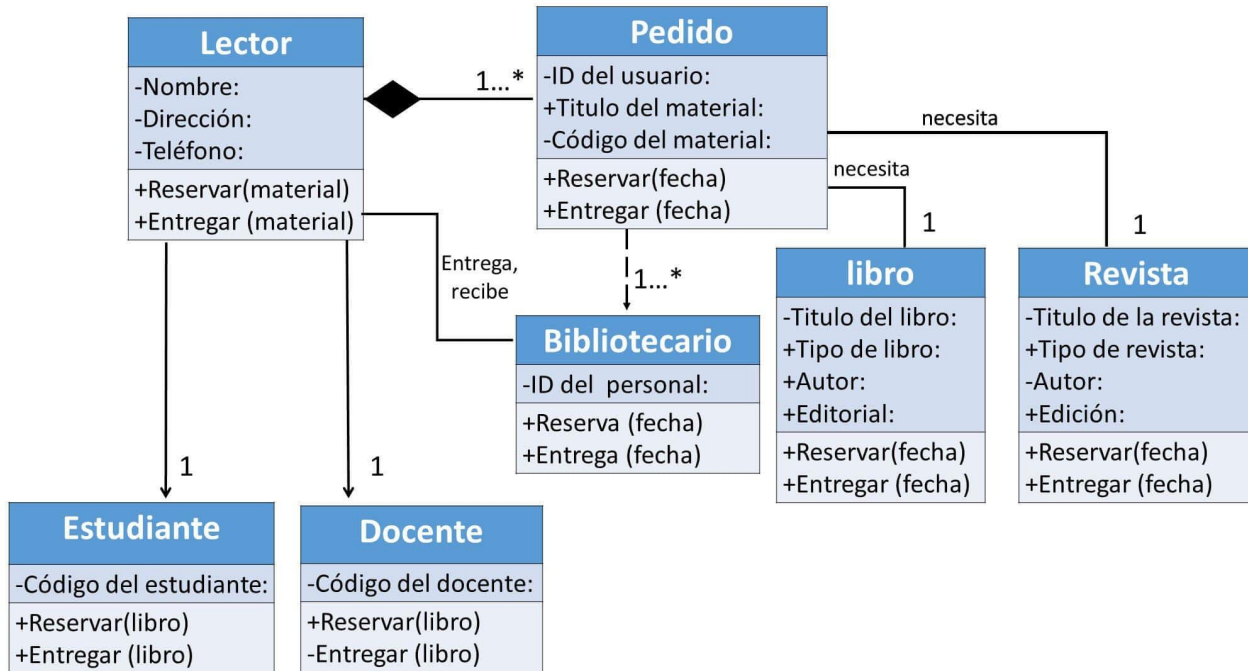 Lector
-Nombre:
-Dirección:
-Teléfono:
+Reservar(material)
+Entregar (material)
1...*
Pedido
-ID del usuario:
+Titulo del material:
-Código del material:
+Reservar(fecha)
+Entregar (fecha)
necesita
necesita
1
1
Entrega,
recibe
1...*
Bibliotecario
-ID del  personal:
+Reserva (fecha)
+Entrega (fecha)
libro
-Titulo del libro:
+Tipo de libro:
+Autor:
+Editorial:
+Reservar(fecha)
+Entregar (fecha)
Revista
-Titulo de la revista:
+Tipo de revista:
-Autor:
+Edición:
+Reservar(fecha)
+Entregar (fecha)
1
1
Estudiante
-Código del estudiante:
+Reservar(libro)
+Entregar (libro)
Docente
-Código del docente:
+Reservar(libro)
-Entregar (libro)